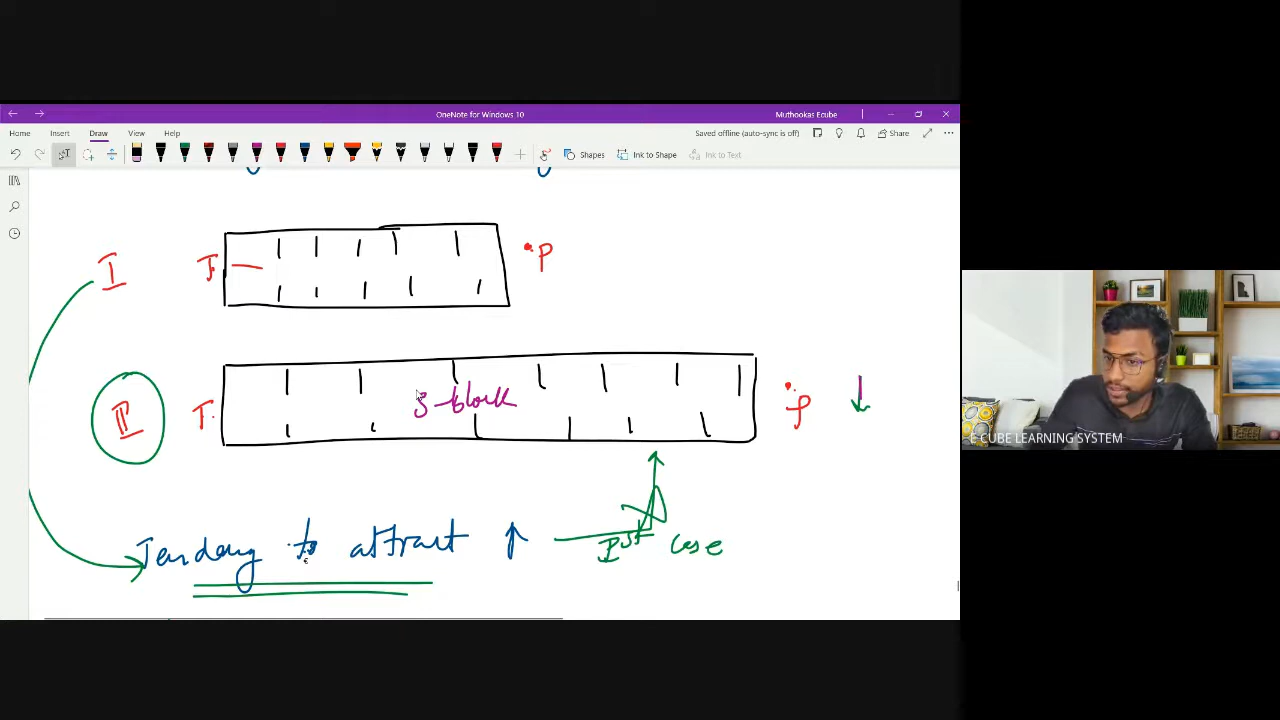 OneNote for Windows 10
Muthookas Ecube
Home Insert Draw View Help
Saved offline (auto-sync is off)
Share
Shapes
Ink to Shape
Ink to Text
I T P
II T S-block P
Tendency to attract ↑ Ist case
E CUBE LEARNING SYSTEM